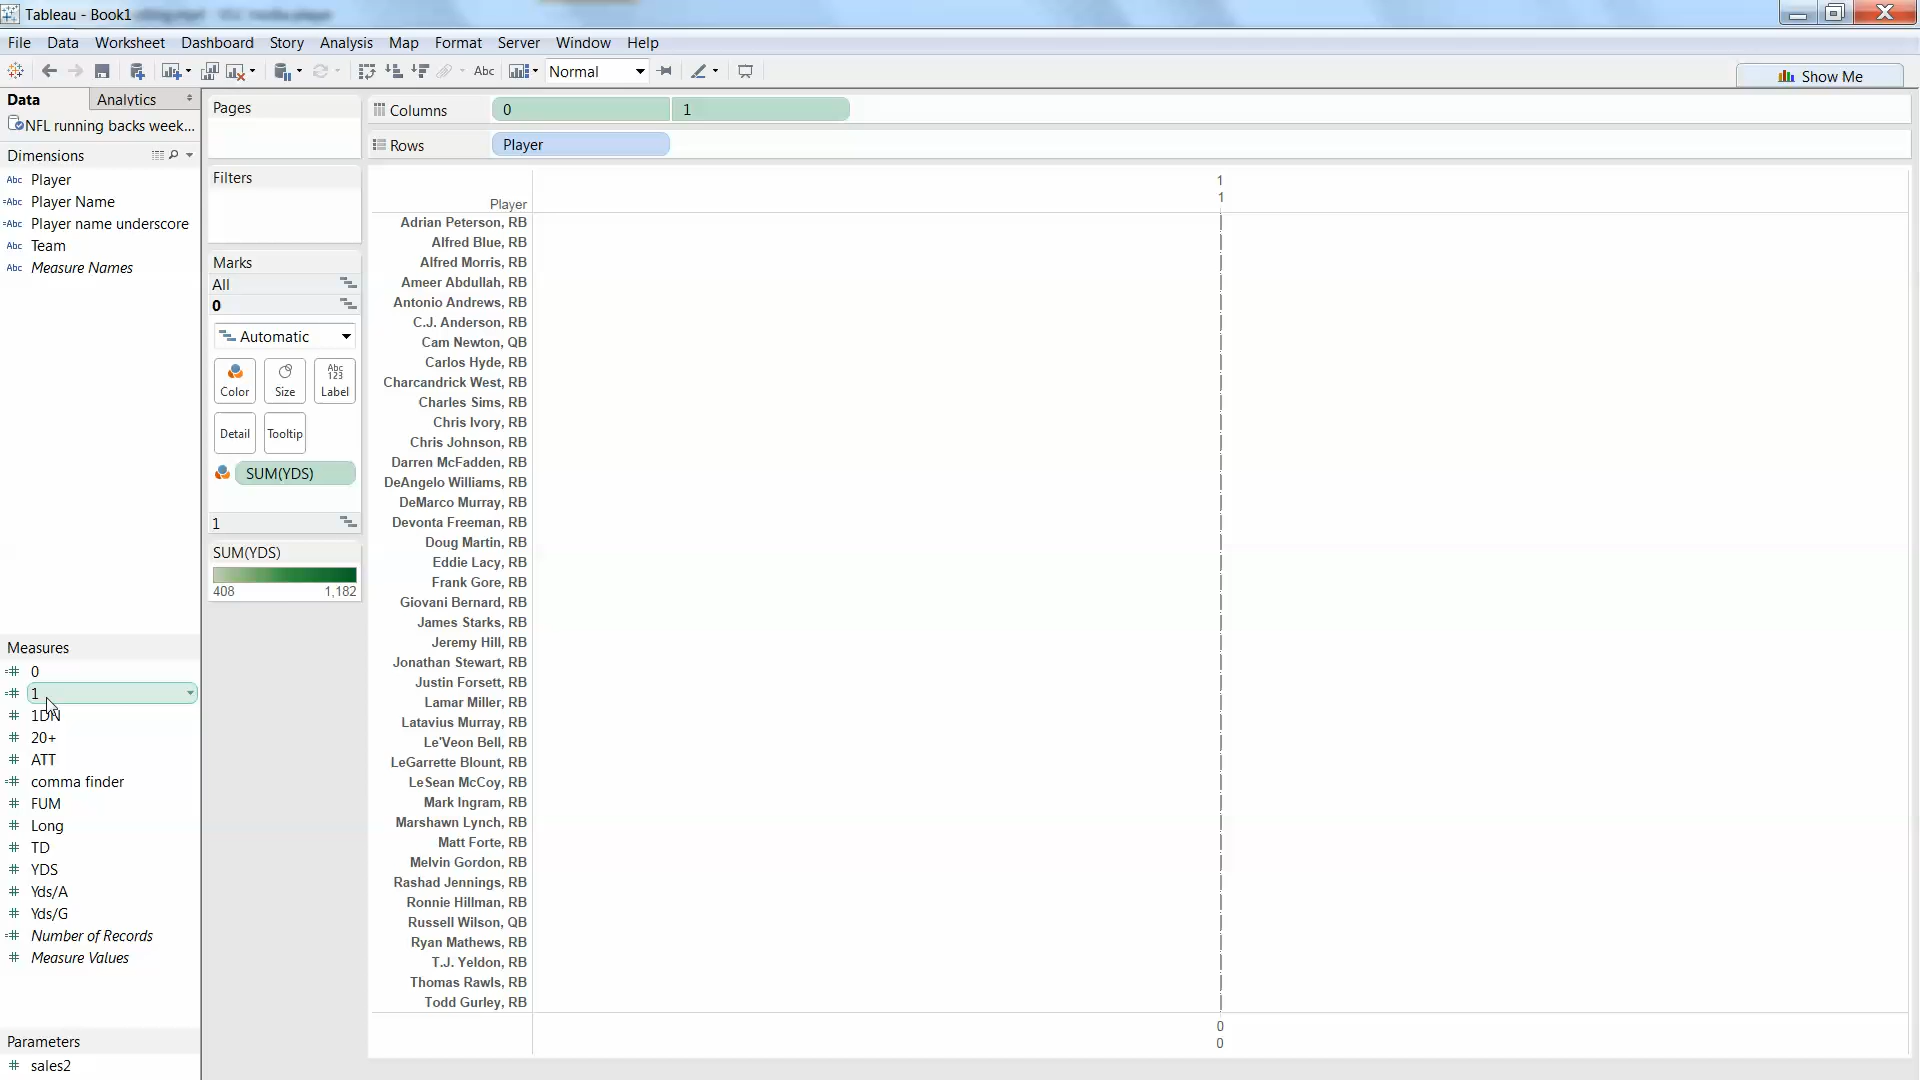 Tableau - Book1
File Data Worksheet Dashboard Story Analysis Map Format Server Window Help
Abc Normal Show Me
Data Analytics
NFL running backs week...
Dimensions
Abc Player
=Abc Player Name
=Abc Player name underscore
Abc Team
Abc Measure Names
Measures
=# 0
=# 1
# 1DN
# 20+
# ATT
=# comma finder
# FUM
# Long
# TD
# YDS
# Yds/A
# Yds/G
=# Number of Records
# Measure Values
Parameters
# sales2
Pages
Filters
Marks
All
0
Automatic
Color Size Abc 123 Label
Detail Tooltip
SUM(YDS)
1
SUM(YDS)
408 1,182
Columns 0 1
Rows Player
1
1
Player
Adrian Peterson, RB
Alfred Blue, RB
Alfred Morris, RB
Ameer Abdullah, RB
Antonio Andrews, RB
C.J. Anderson, RB
Cam Newton, QB
Carlos Hyde, RB
Charcandrick West, RB
Charles Sims, RB
Chris Ivory, RB
Chris Johnson, RB
Darren McFadden, RB
DeAngelo Williams, RB
DeMarco Murray, RB
Devonta Freeman, RB
Doug Martin, RB
Eddie Lacy, RB
Frank Gore, RB
Giovani Bernard, RB
James Starks, RB
Jeremy Hill, RB
Jonathan Stewart, RB
Justin Forsett, RB
Lamar Miller, RB
Latavius Murray, RB
Le'Veon Bell, RB
LeGarrette Blount, RB
LeSean McCoy, RB
Mark Ingram, RB
Marshawn Lynch, RB
Matt Forte, RB
Melvin Gordon, RB
Rashad Jennings, RB
Ronnie Hillman, RB
Russell Wilson, QB
Ryan Mathews, RB
T.J. Yeldon, RB
Thomas Rawls, RB
Todd Gurley, RB
0
0